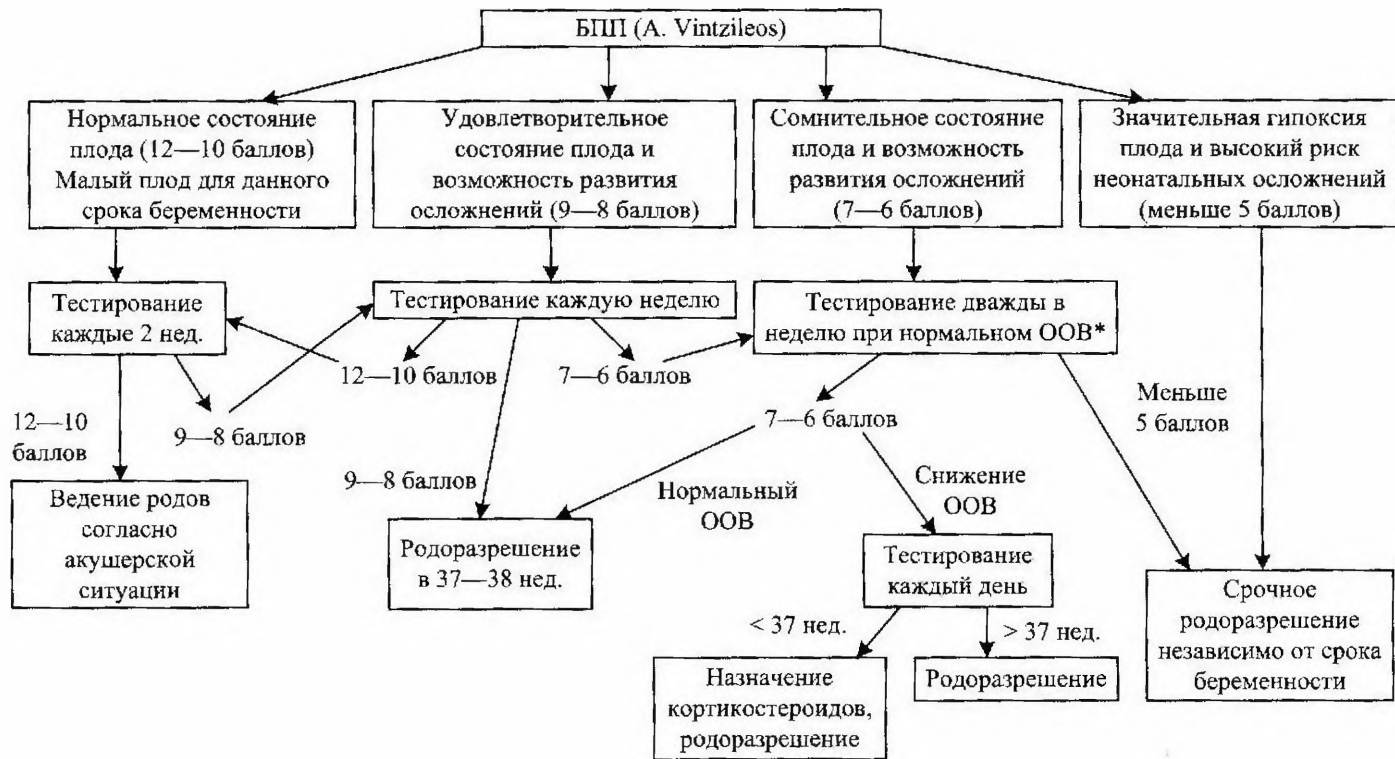 БПП (A. Vintzileos)
Нормальное состояние
плода (12—10 баллов)
Малый плод для данного
срока беременности
Удовлетворительное
состояние плода и
возможность развития
осложнений (9—8 баллов)
Сомнительное состояние
плода и возможность
развития осложнений
(7—6 баллов)
Значительная гипоксия
плода и высокий риск
неонатальных осложнений
(меньше 5 баллов)
Тестирование
каждые 2 нед.
Тестирование каждую неделю
Тестирование дважды в
неделю при нормальном ООВ*
12—10
баллов
9—8 баллов
12—10 баллов
7—6 баллов
9—8 баллов
7—6 баллов
Меньше
5 баллов
Нормальный
ООВ
Снижение
ООВ
Ведение родов
согласно
акушерской
ситуации
Родоразрешение
в 37—38 нед.
Тестирование
каждый день
< 37 нед.
> 37 нед.
Назначение
кортикостероидов,
родоразрешение
Родоразрешение
Срочное
родоразрешение
независимо от срока
беременности